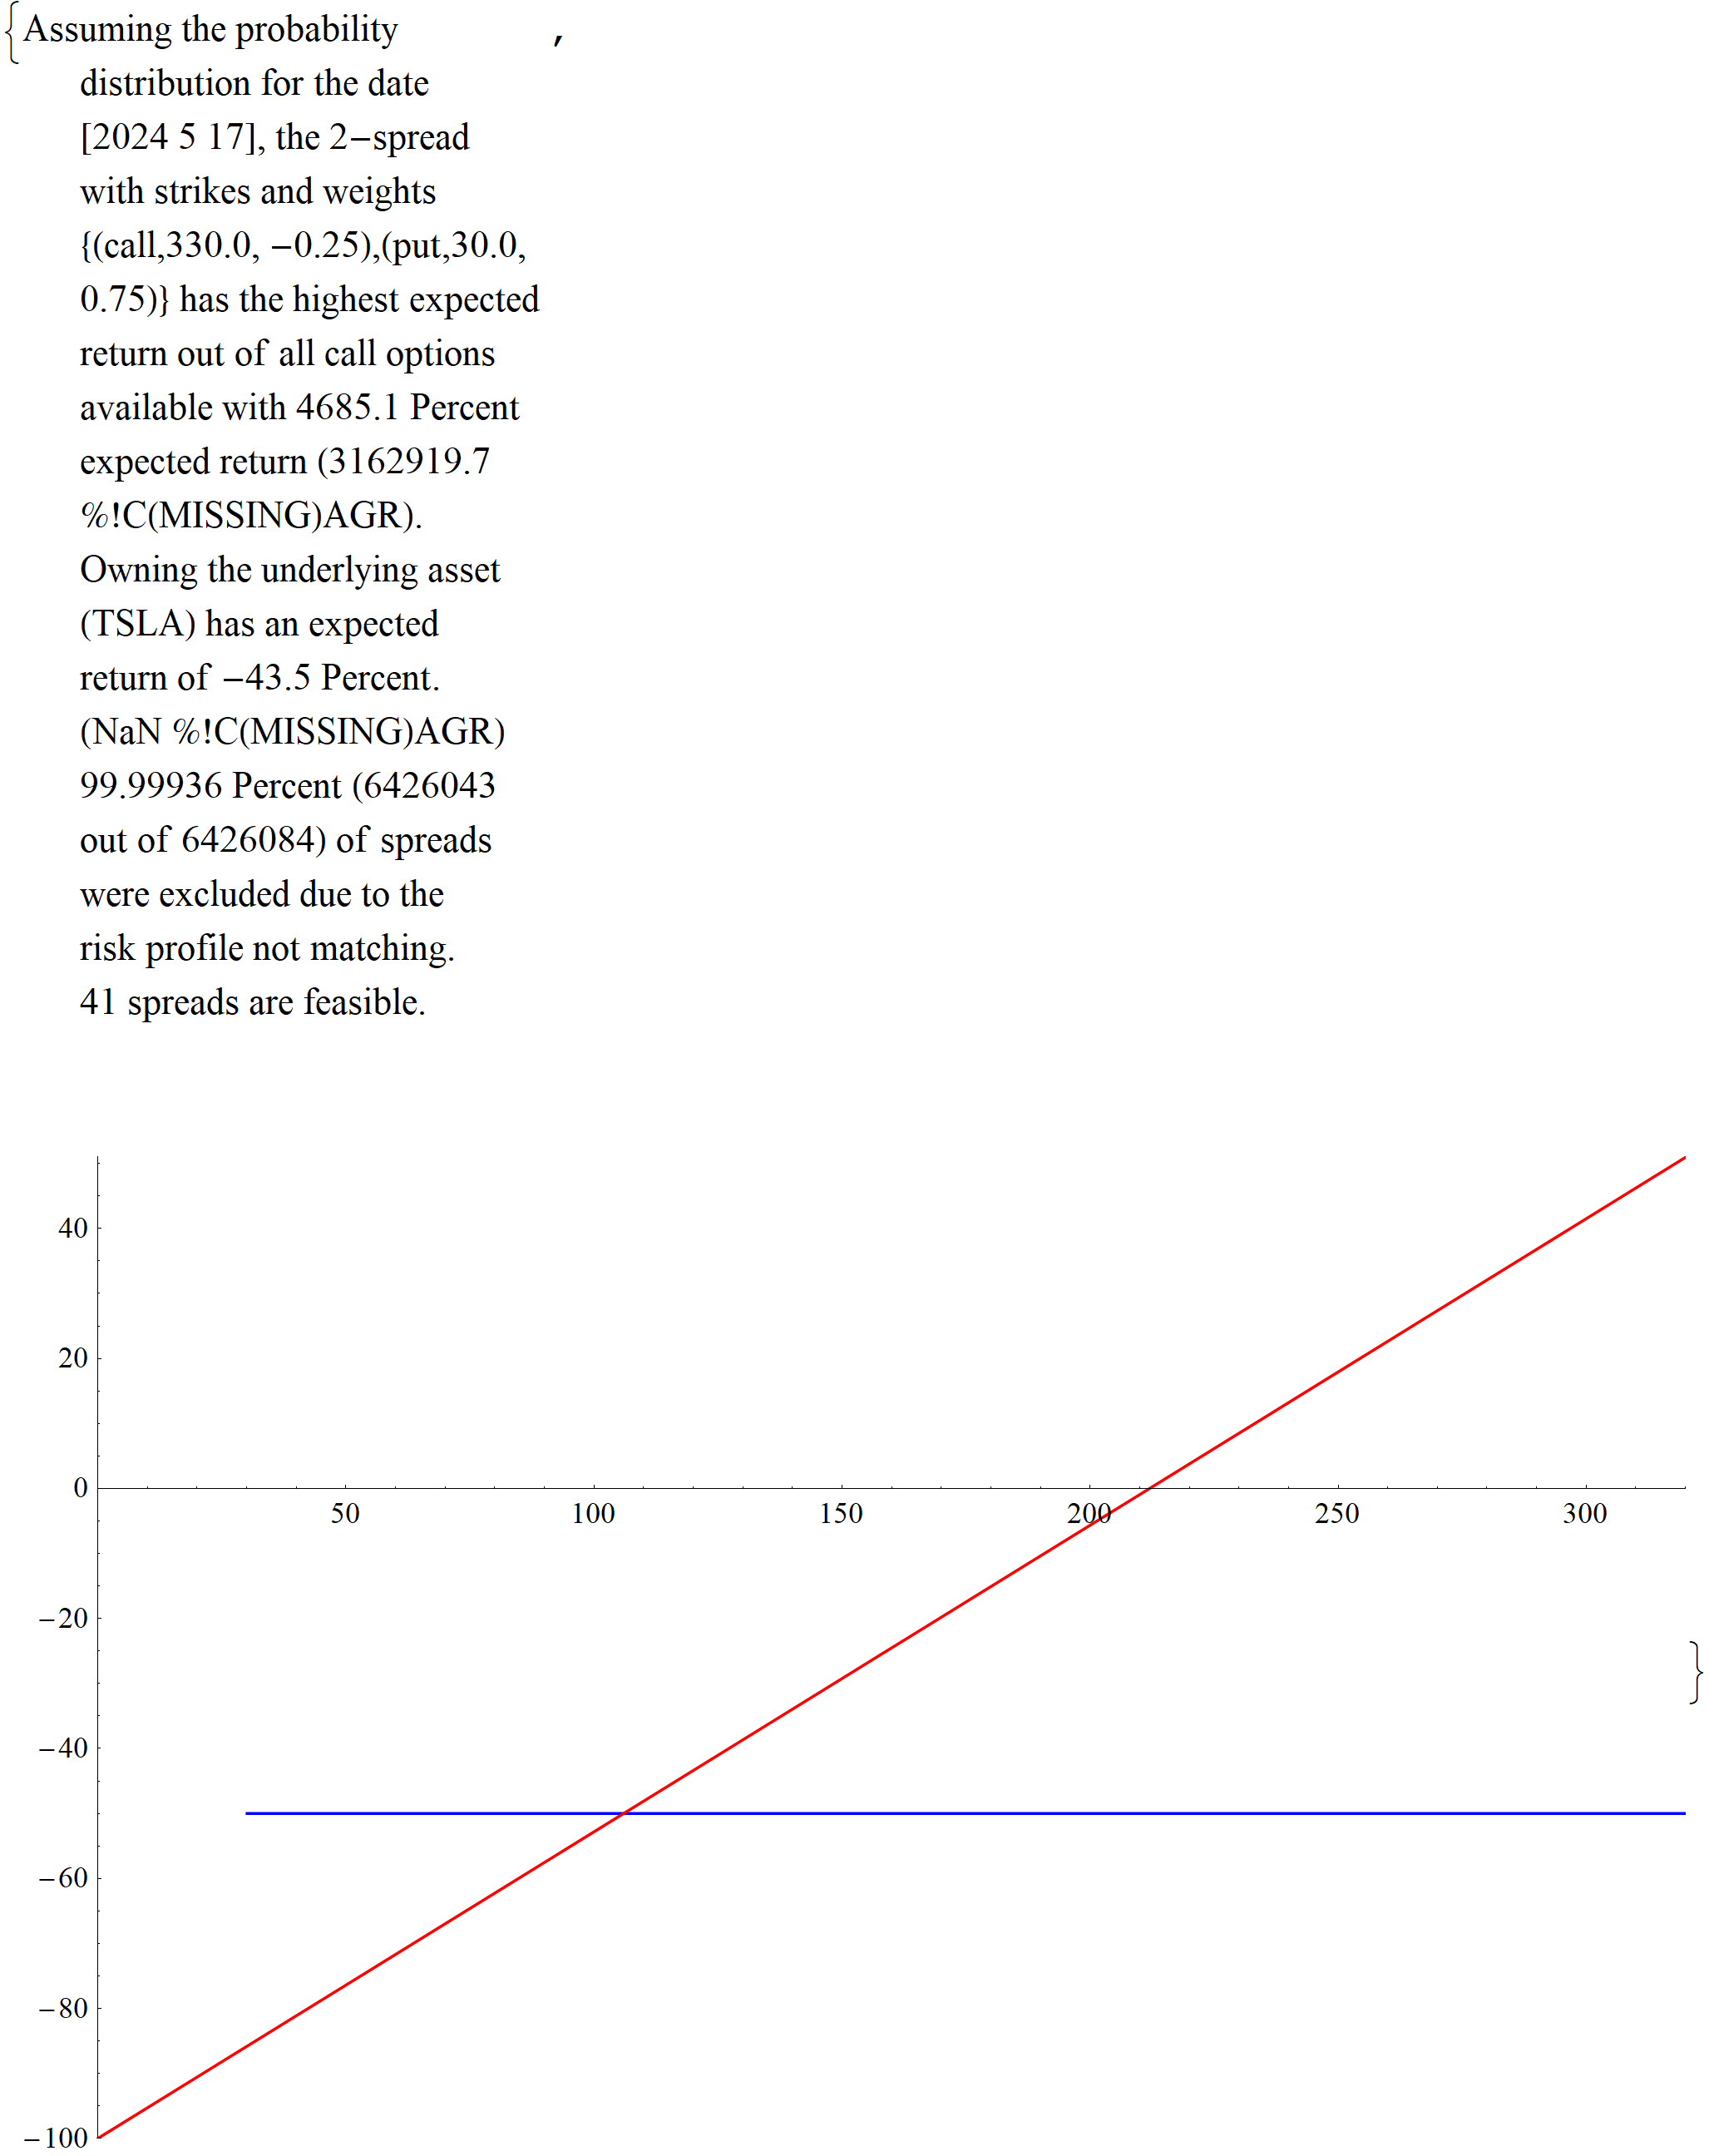 {Assuming the probability ,
distribution for the date
[2024 5 17], the 2−spread
with strikes and weights
{(call,330.0, −0.25),(put,30.0,
0.75)} has the highest expected
return out of all call options
available with 4685.1 Percent
expected return (3162919.7
%!C(MISSING)AGR).
Owning the underlying asset
(TSLA) has an expected
return of −43.5 Percent.
(NaN %!C(MISSING)AGR)
99.99936 Percent (6426043
out of 6426084) of spreads
were excluded due to the
risk profile not matching.
41 spreads are feasible.
40
20
0
50 100 150 200 250 300
−20
}
−40
−60
−80
−100